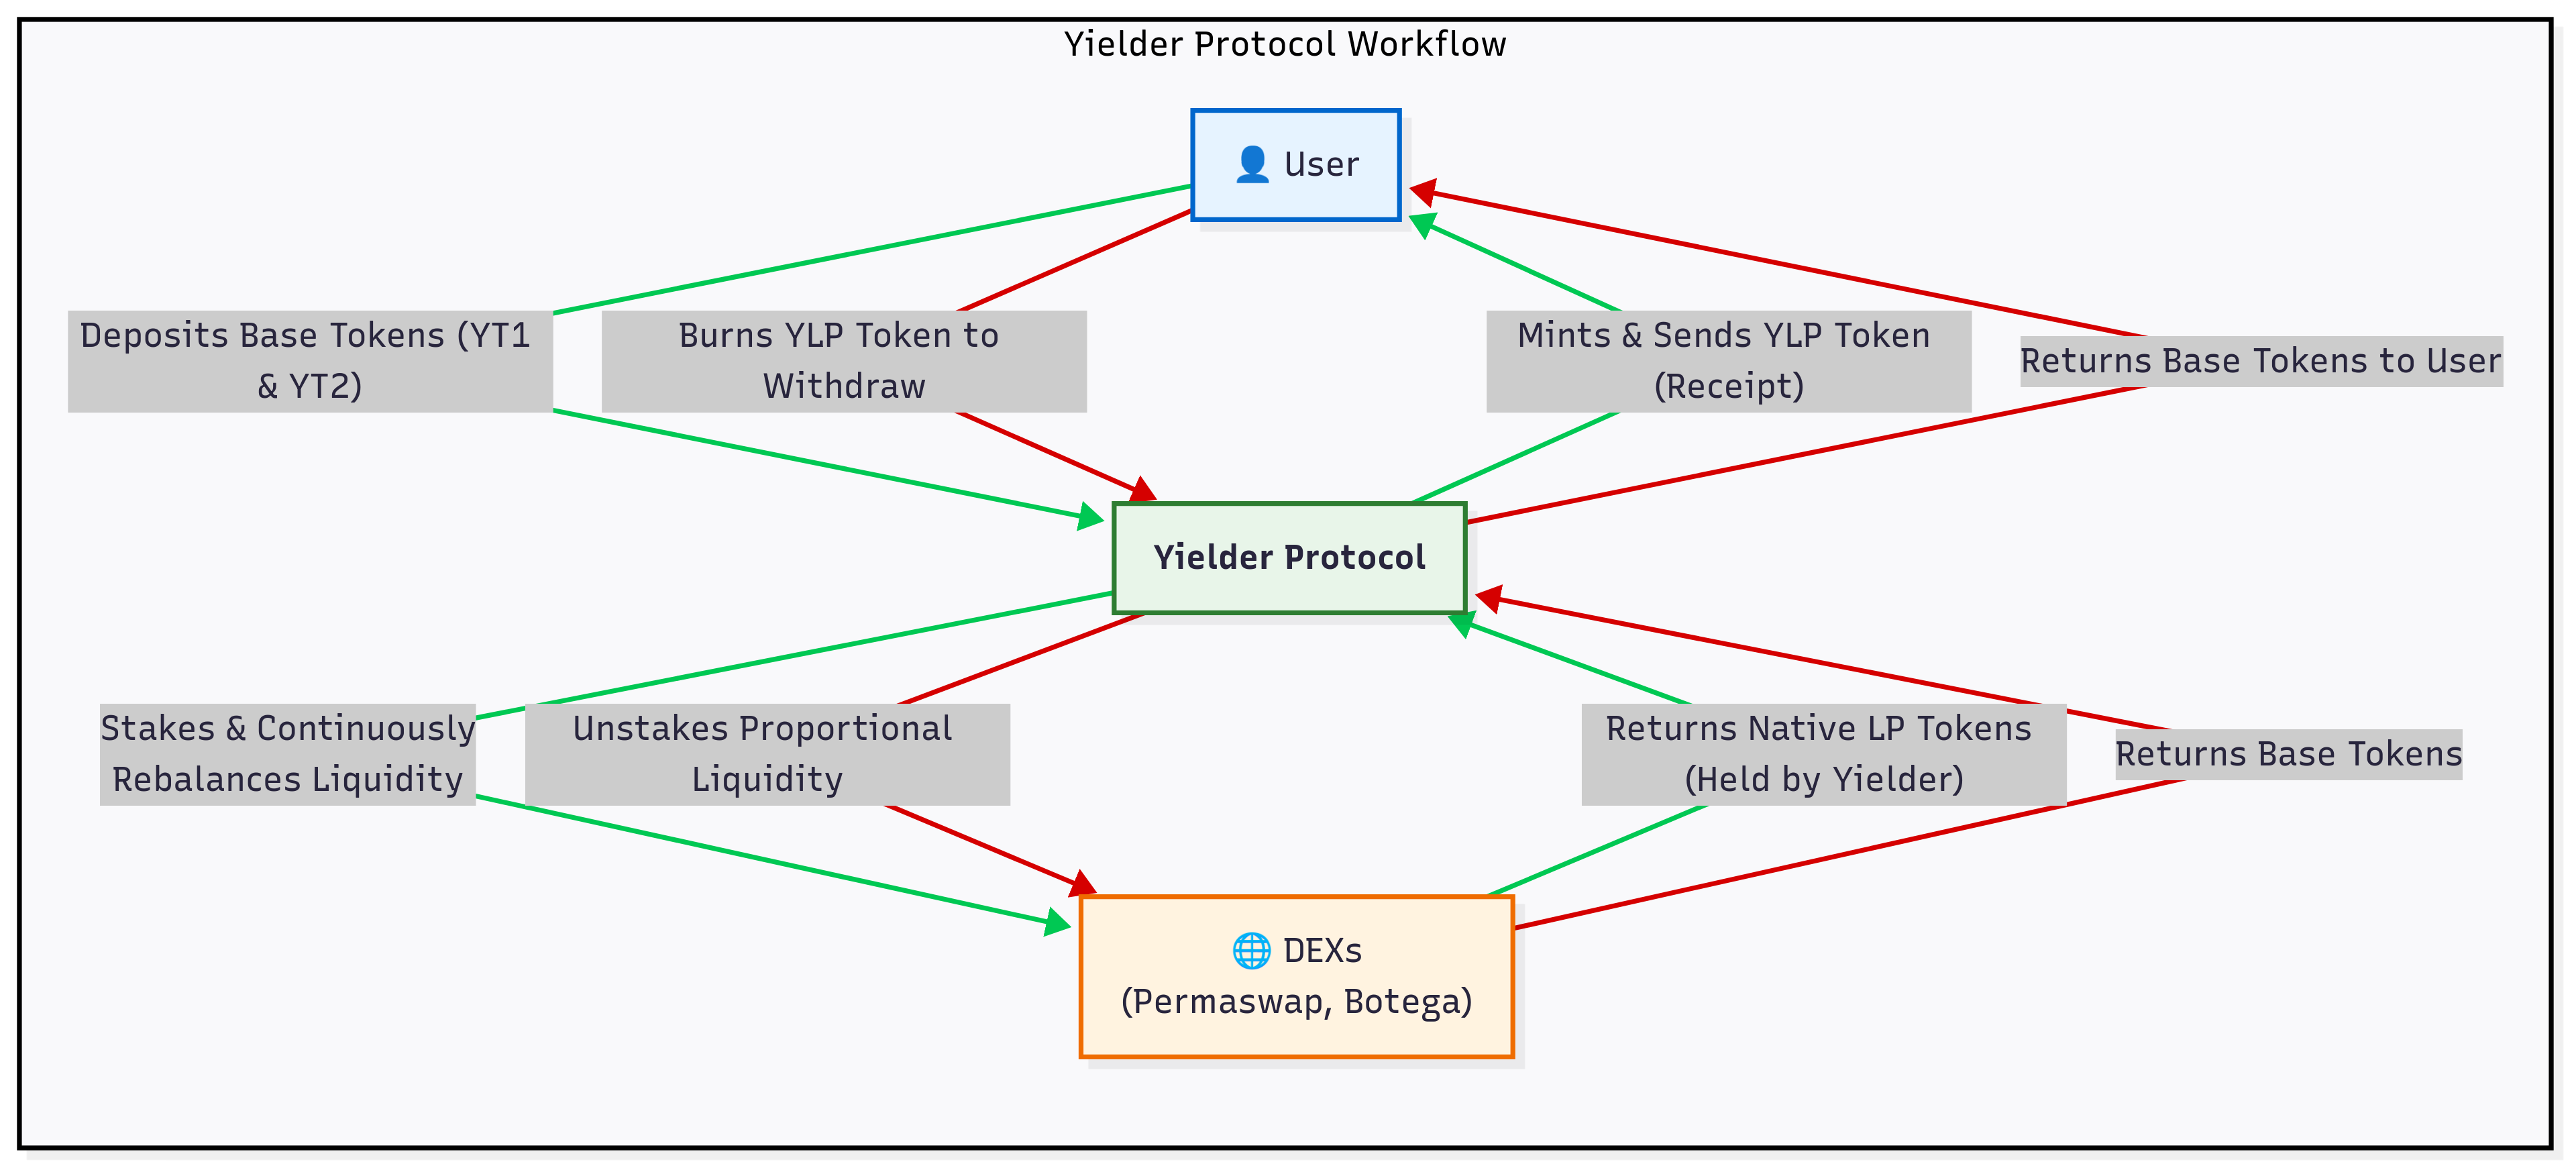 Yielder Protocol Workflow
User
Deposits Base Tokens (YT1
& YT2)
Burns YLP Token to
Withdraw
Mints & Sends YLP Token
(Receipt)
Returns Base Tokens to User
Yielder Protocol
Stakes & Continuously
Rebalances Liquidity
Unstakes Proportional
Liquidity
Returns Native LP Tokens
(Held by Yielder)
Returns Base Tokens
DEXs
(Permaswap, Botega)